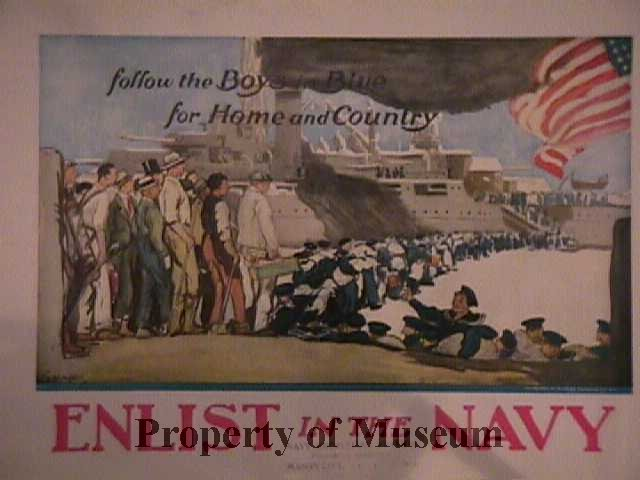 follow the Boys in Blue
for Home and Country
ENLIST IN THE NAVY
Property of Museum